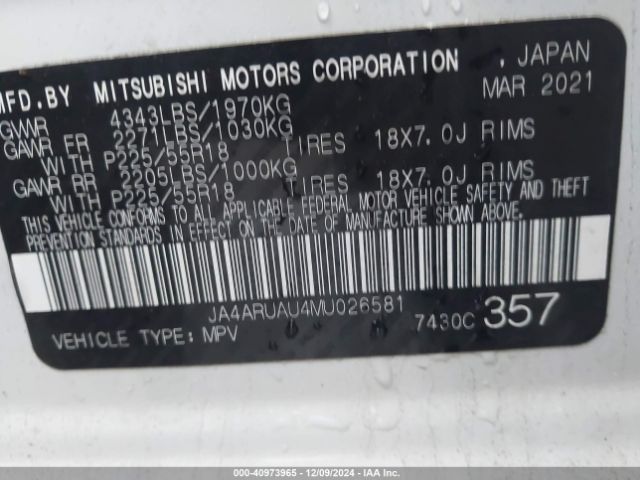 MFD. BY MITSUBISHI MOTORS CORPORATION , JAPAN
MAR 2021
GVWR 4343LBS/1970KG
GAWR FR 2271LBS/1030KG
WITH P225/55R18 TIRES 18X7.0J RIMS
GAWR RR 2205LBS/1000KG
WITH P225/55R18 TIRES 18X7.0J RIMS
THIS VEHICLE CONFORMS TO ALL APPLICABLE FEDERAL MOTOR VEHICLE SAFETY AND THEFT
PREVENTION STANDARDS IN EFFECT ON THE DATE OF MANUFACTURE SHOWN ABOVE.
JA4ARUAU4MU026581
VEHICLE TYPE: MPV 7430C 357
000-40973965 - 12/09/2024 - IAA Inc.